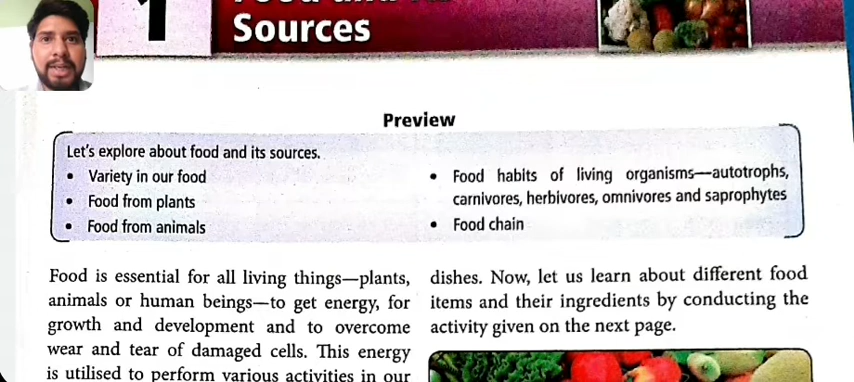 1
Sources
Preview
Let's explore about food and its sources.
• Variety in our food
• Food from plants
• Food from animals
• Food habits of living organisms—autotrophs,
carnivores, herbivores, omnivores and saprophytes
• Food chain
Food is essential for all living things—plants,
animals or human beings—to get energy, for
growth and development and to overcome
wear and tear of damaged cells. This energy
is utilised to perform various activities in our
dishes. Now, let us learn about different food
items and their ingredients by conducting the
activity given on the next page.